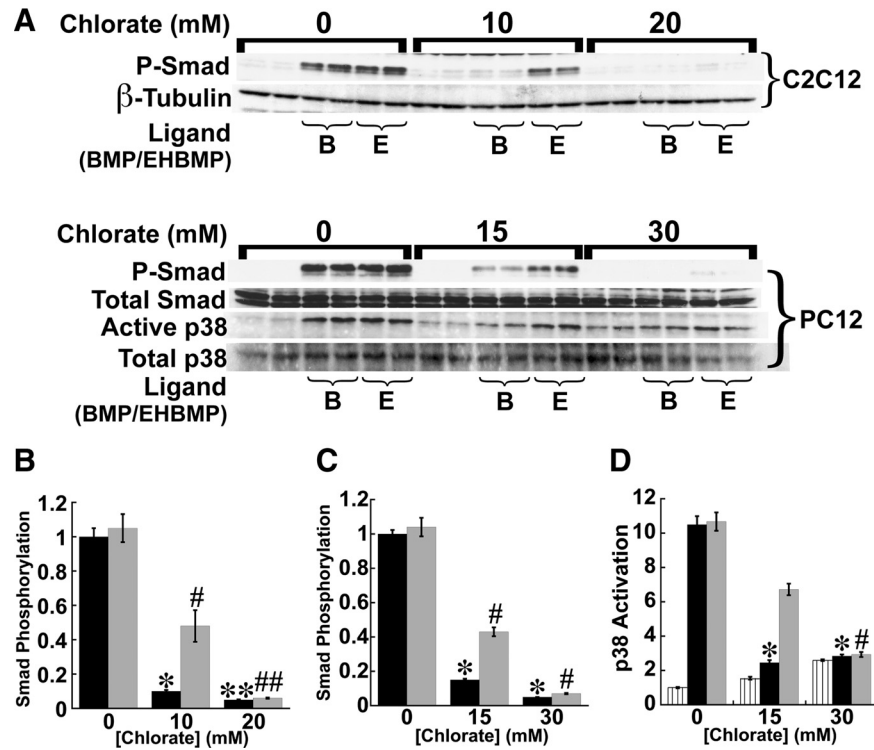 A
Chlorate (mM) 0 10 20
P-Smad
β-Tubulin
C2C12
Ligand
(BMP/EHBMP)
B E B E B E
Chlorate (mM) 0 15 30
P-Smad
Total Smad
Active p38
Total p38
PC12
Ligand
(BMP/EHBMP)
B E B E B E
B
Smad Phosphorylation
1.2
1
0.8
0.6
0.4
0.2
0
* # ** ##
0 10 20
[Chlorate] (mM)
C
Smad Phosphorylation
1.2
1
0.8
0.6
0.4
0.2
0
* # * #
0 15 30
[Chlorate] (mM)
D
p38 Activation
12
10
8
6
4
2
0
* * #
0 15 30
[Chlorate] (mM)